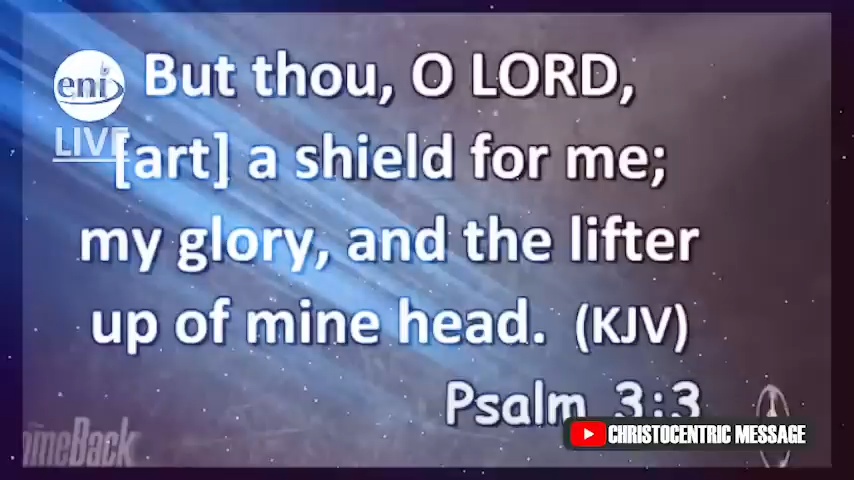 eni
LIVE
But thou, O LORD,
[art] a shield for me;
my glory, and the lifter
up of mine head. (KJV)
Psalm 3:3
omeBack
CHRISTOCENTRIC MESSAGE